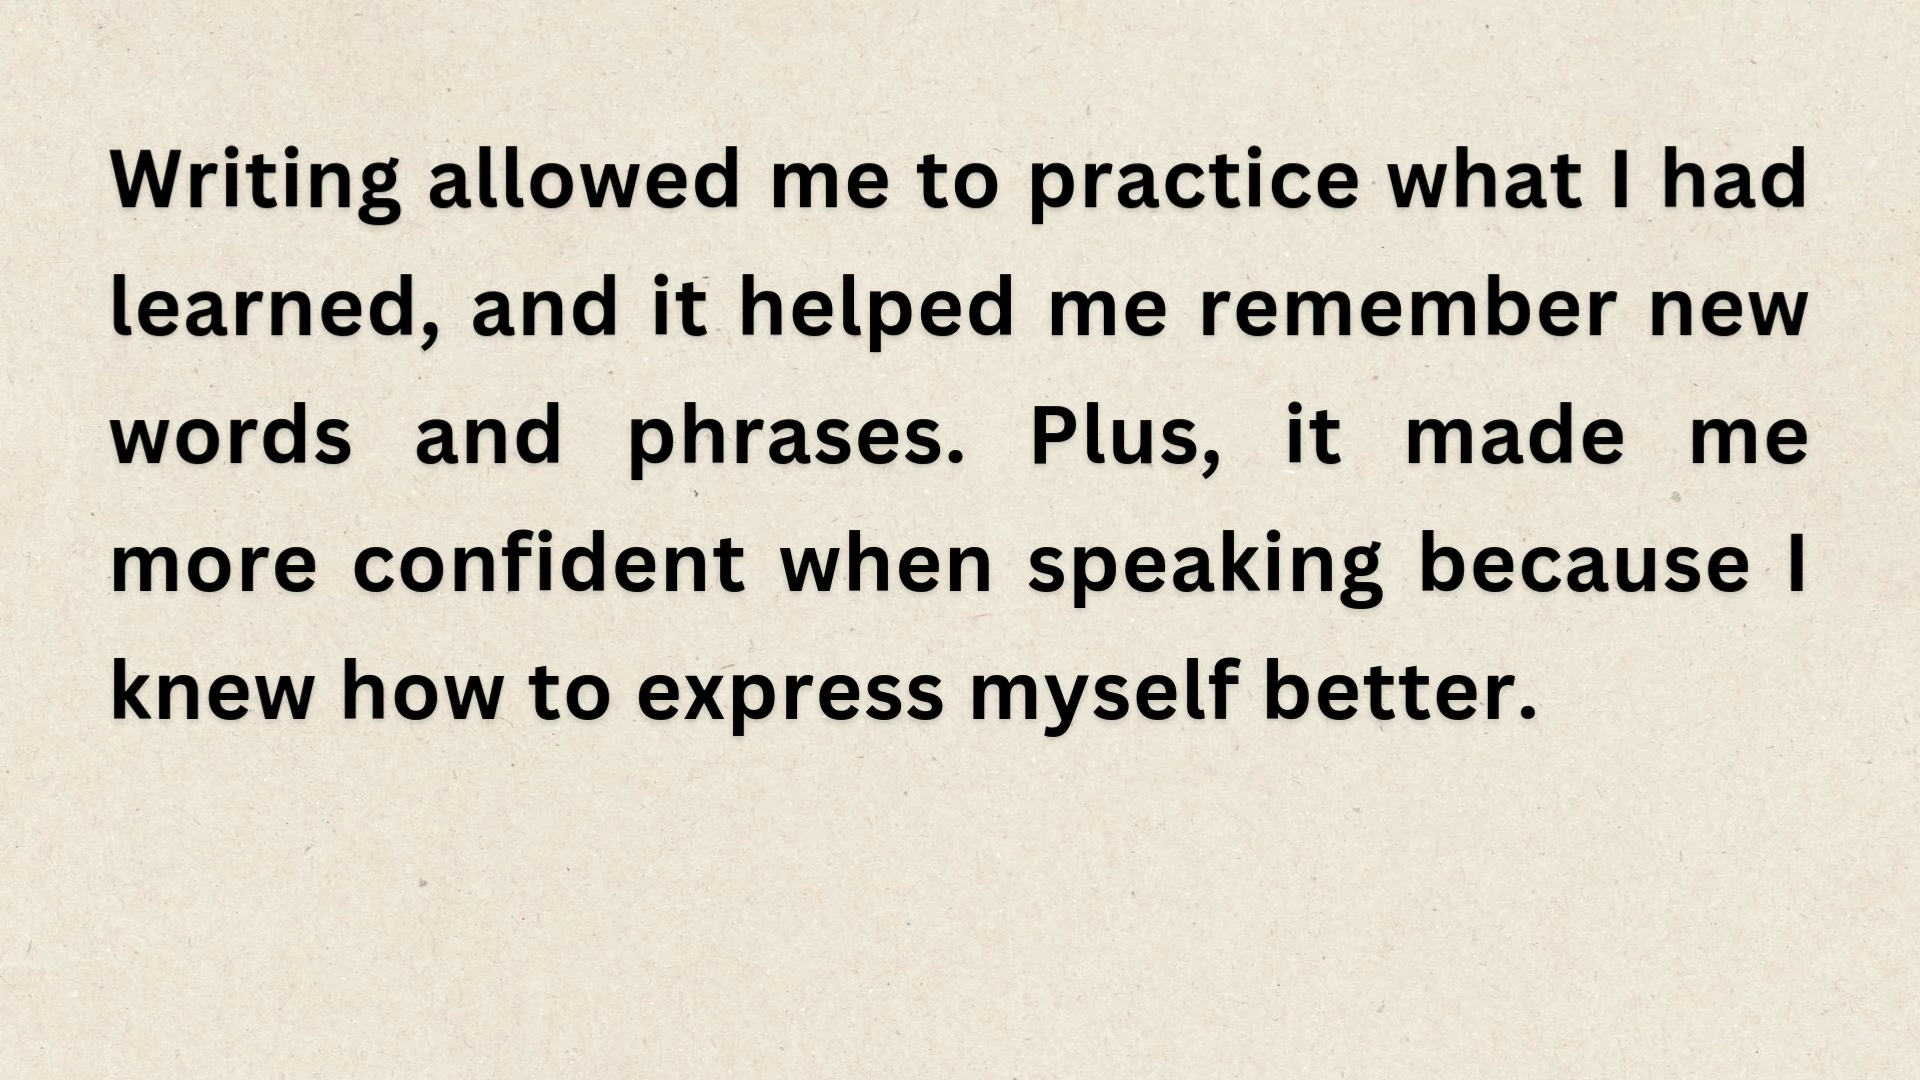 Writing allowed me to practice what I had
learned, and it helped me remember new
words and phrases. Plus, it made me
more confident when speaking because I
knew how to express myself better.